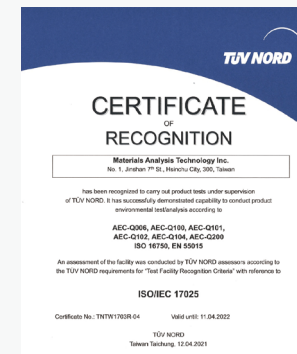 TÜV NORD
CERTIFICATE
OF
RECOGNITION
Materials Analysis Technology Inc.
No. 1, Jinshan 7th St., Hsinchu City, 300, Taiwan
has been recognized to carry out product tests under supervision
of TÜV NORD. It has successfully demonstrated capability to conduct product
environmental test/analysis according to
AEC-Q006, AEC-Q100, AEC-Q101,
AEC-Q102, AEC-Q104, AEC-Q200
ISO 16750, EN 55015
An assessment of the facility was conducted by TÜV NORD assessors according to
the TÜV NORD requirements for "Test Facility Recognition Criteria" with reference to
ISO/IEC 17025
Certificate No.: TNTW1703R-04 Valid until: 11.04.2022
TÜV NORD
Taiwan Taichung, 12.04.2021